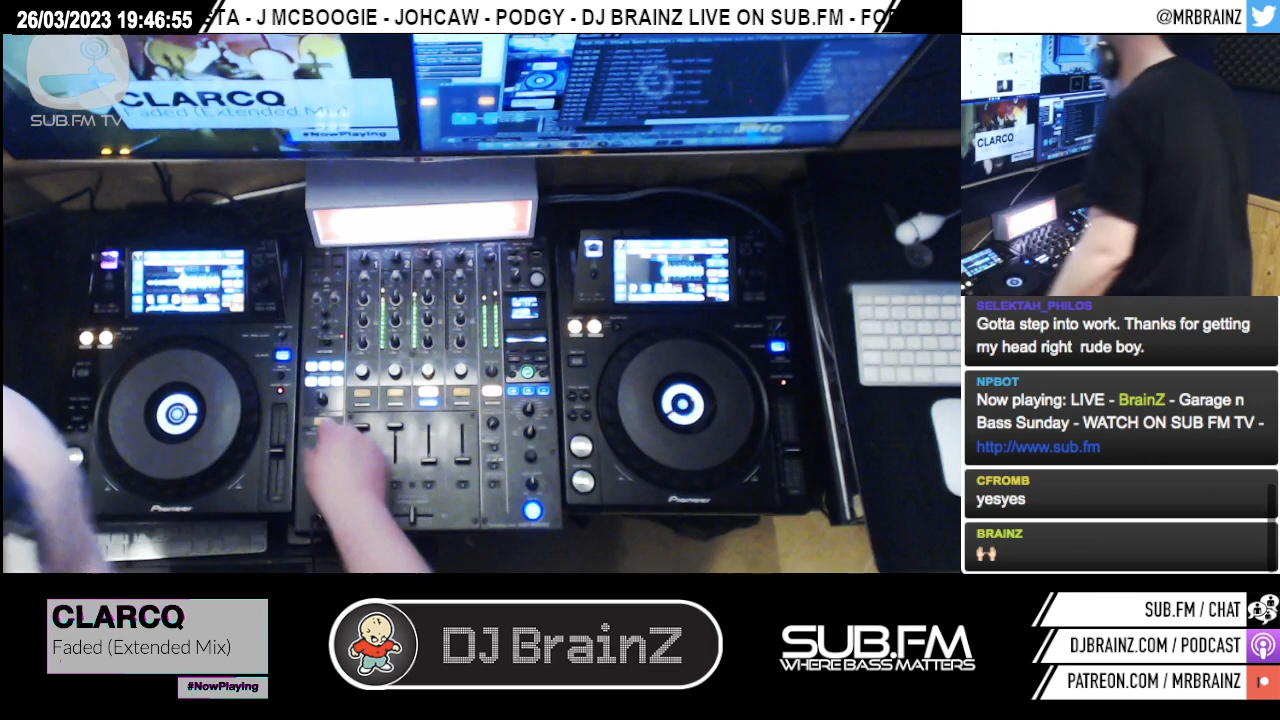 26/03/2023 19:46:55
STA - J MCBOOGIE - JOHCAW - PODGY - DJ BRAINZ LIVE ON SUB.FM - FO
@MRBRAINZ
SUB.FM TV
CLARCQ
Faded (Extended Mix)
#NowPlaying
CLARCQ
SELEKTAH_PHILOS
Gotta step into work. Thanks for getting
my head right rude boy.
NPBOT
Now playing: LIVE - BrainZ - Garage n
Bass Sunday - WATCH ON SUB FM TV -
http://www.sub.fm
CFROMB
yesyes
BRAINZ
Pioneer
Pioneer
CLARCQ
Faded (Extended Mix)
#NowPlaying
DJ BrainZ
SUB.FM
WHERE BASS MATTERS
SUB.FM / CHAT
DJBRAINZ.COM / PODCAST
PATREON.COM / MRBRAINZ